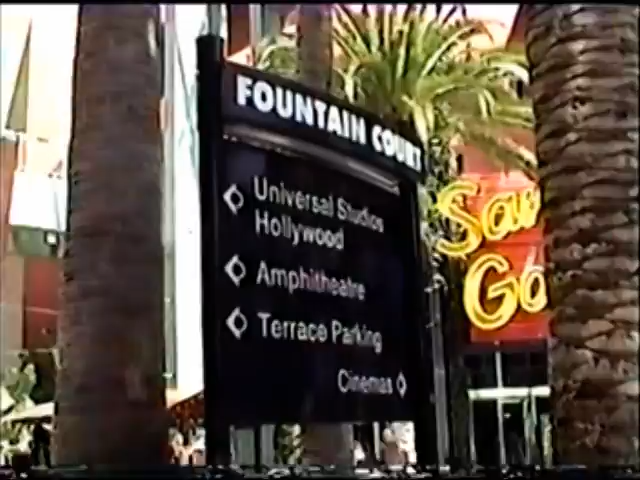 FOUNTAIN COURT
Universal Studios
Hollywood
Amphitheatre
Terrace Parking
Cinemas